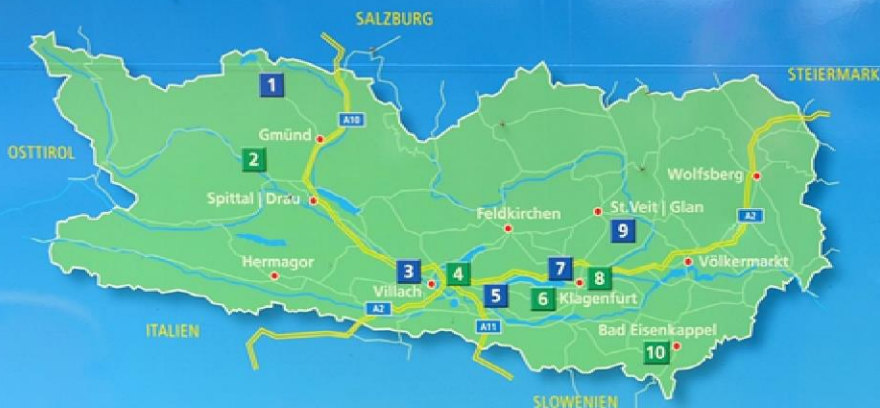 SALZBURG
STEIERMARK
1
A10
Gmünd
OSTTIROL
2
Wolfsberg
Spittal | Drau
St. Veit | Glan
Feldkirchen
A2
9
Hermagor
3
4
7
8
Völkermarkt
Villach
5
6
Klagenfurt
A2
ITALIEN
A11
Bad Eisenkappel
10
SLOWENIEN